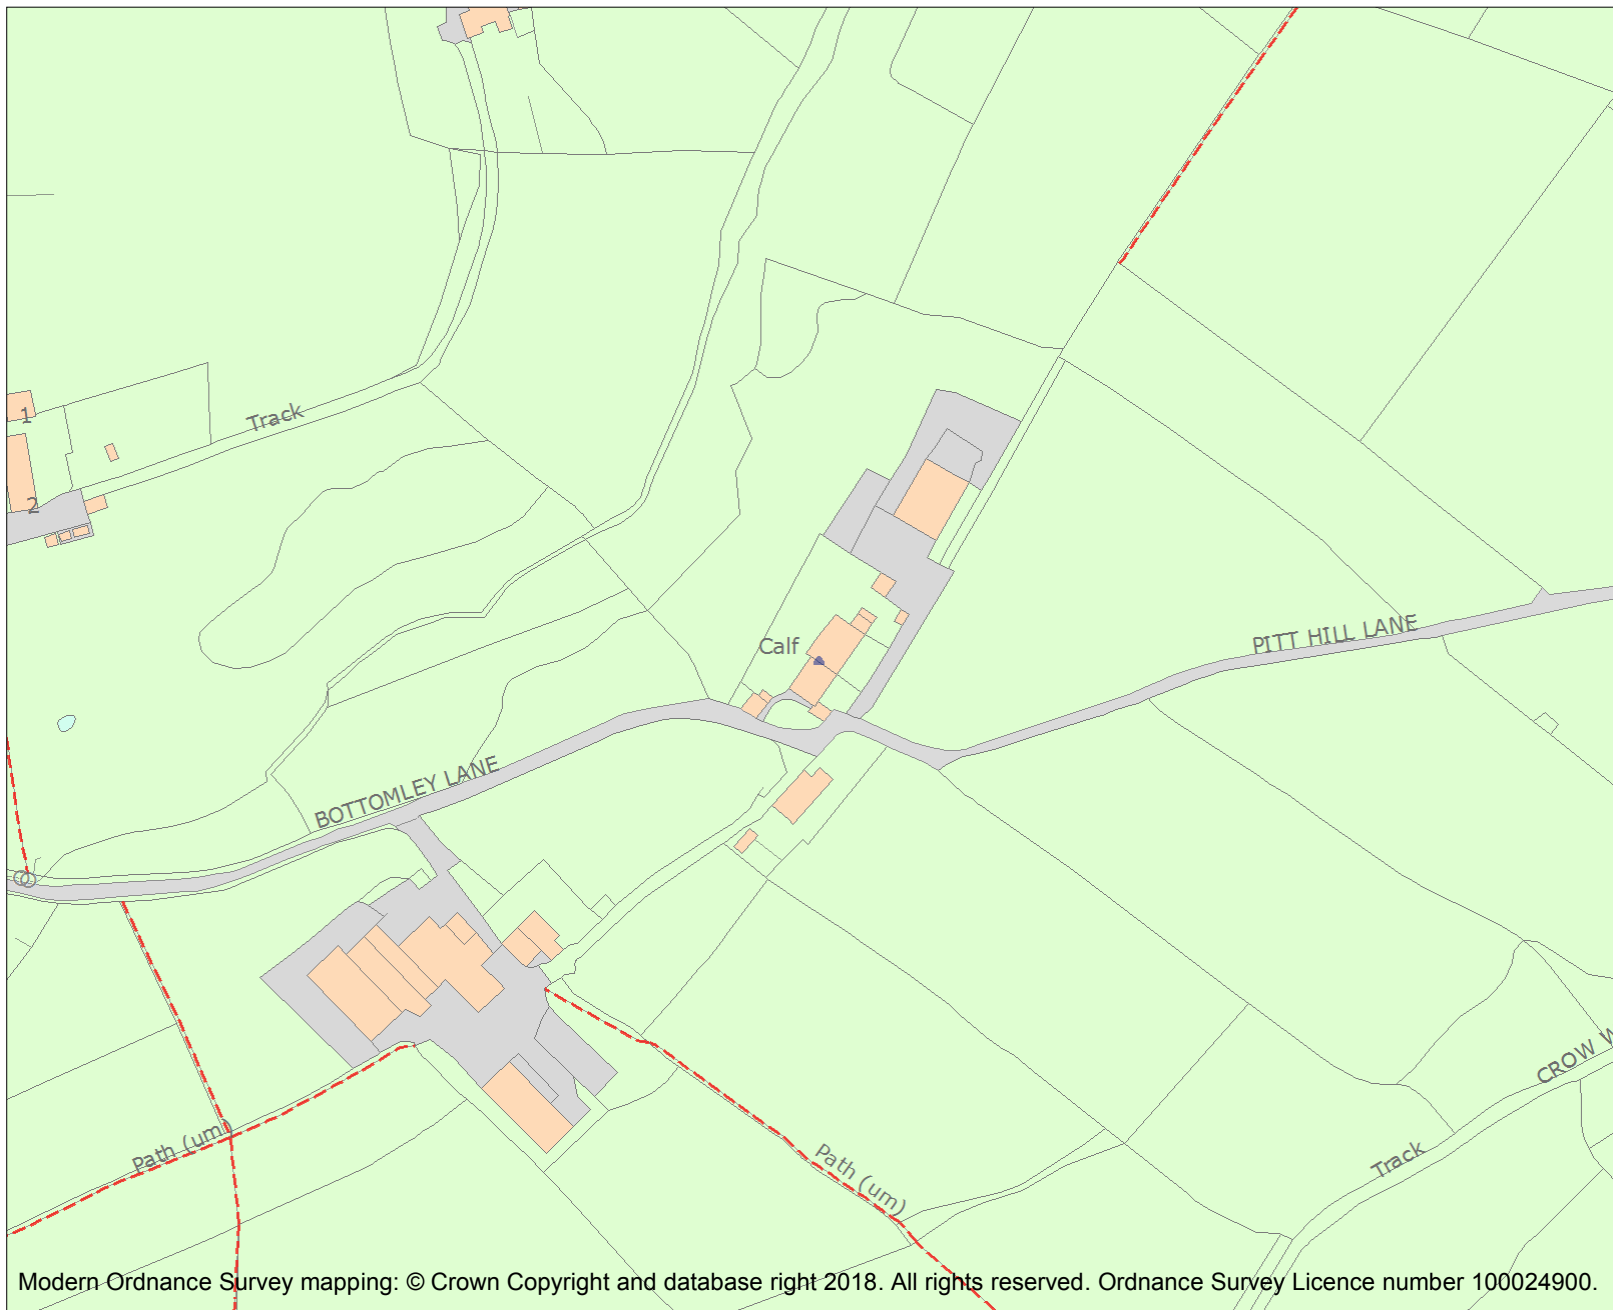 Track
1
2
Calf
PITT HILL LANE
BOTTOMLEY LANE
CROW W
Path (um)
Track
Path (um)
Modern Ordnance Survey mapping: © Crown Copyright and database right 2018. All rights reserved. Ordnance Survey Licence number 100024900.